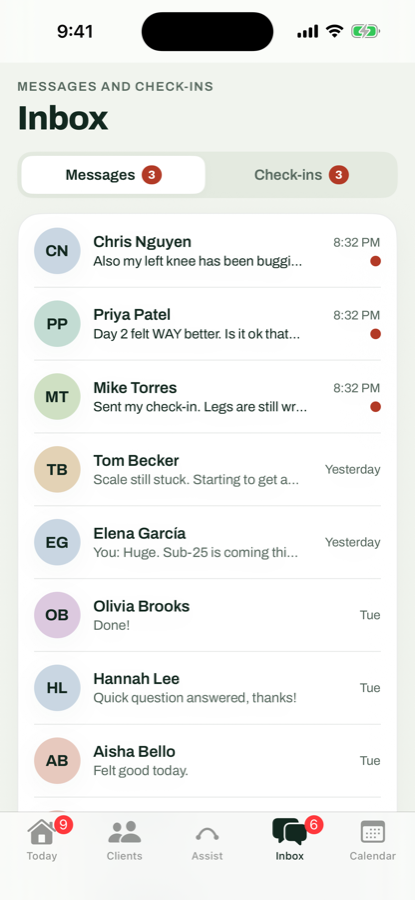 9:41
MESSAGES AND CHECK-INS
Inbox
Messages 3
Check-ins 3
CN
Chris Nguyen
8:32 PM
Also my left knee has been buggi...
PP
Priya Patel
8:32 PM
Day 2 felt WAY better. Is it ok that...
MT
Mike Torres
8:32 PM
Sent my check-in. Legs are still wr...
TB
Tom Becker
Yesterday
Scale still stuck. Starting to get a...
EG
Elena García
Yesterday
You: Huge. Sub-25 is coming thi...
OB
Olivia Brooks
Tue
Done!
HL
Hannah Lee
Tue
Quick question answered, thanks!
AB
Aisha Bello
Tue
Felt good today.
9
6
Today
Clients
Assist
Inbox
Calendar